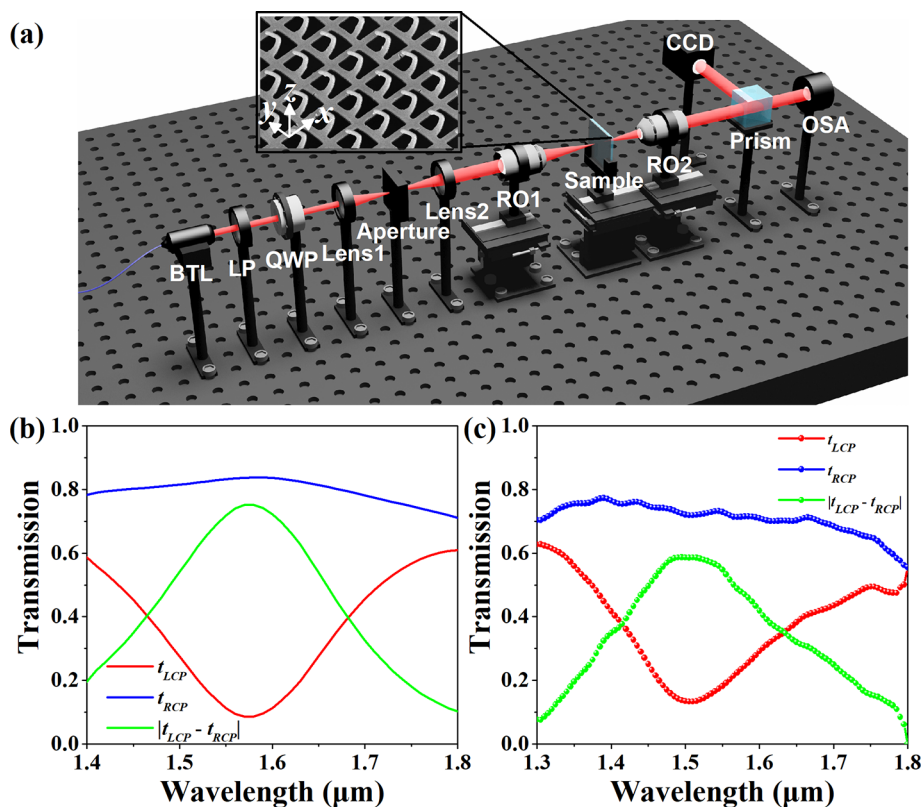 (a)
z
y
x
CCD
OSA
Prism
RO2
Sample
RO1
Lens2
Aperture
Lens1
QWP
LP
BTL
(b)
1.0
0.8
0.6
0.4
0.2
0.0
Transmission
t_LCP
t_RCP
|t_LCP - t_RCP|
1.4
1.5
1.6
1.7
1.8
Wavelength (μm)
(c)
1.0
0.8
0.6
0.4
0.2
0.0
Transmission
t_LCP
t_RCP
|t_LCP - t_RCP|
1.3
1.4
1.5
1.6
1.7
1.8
Wavelength (μm)